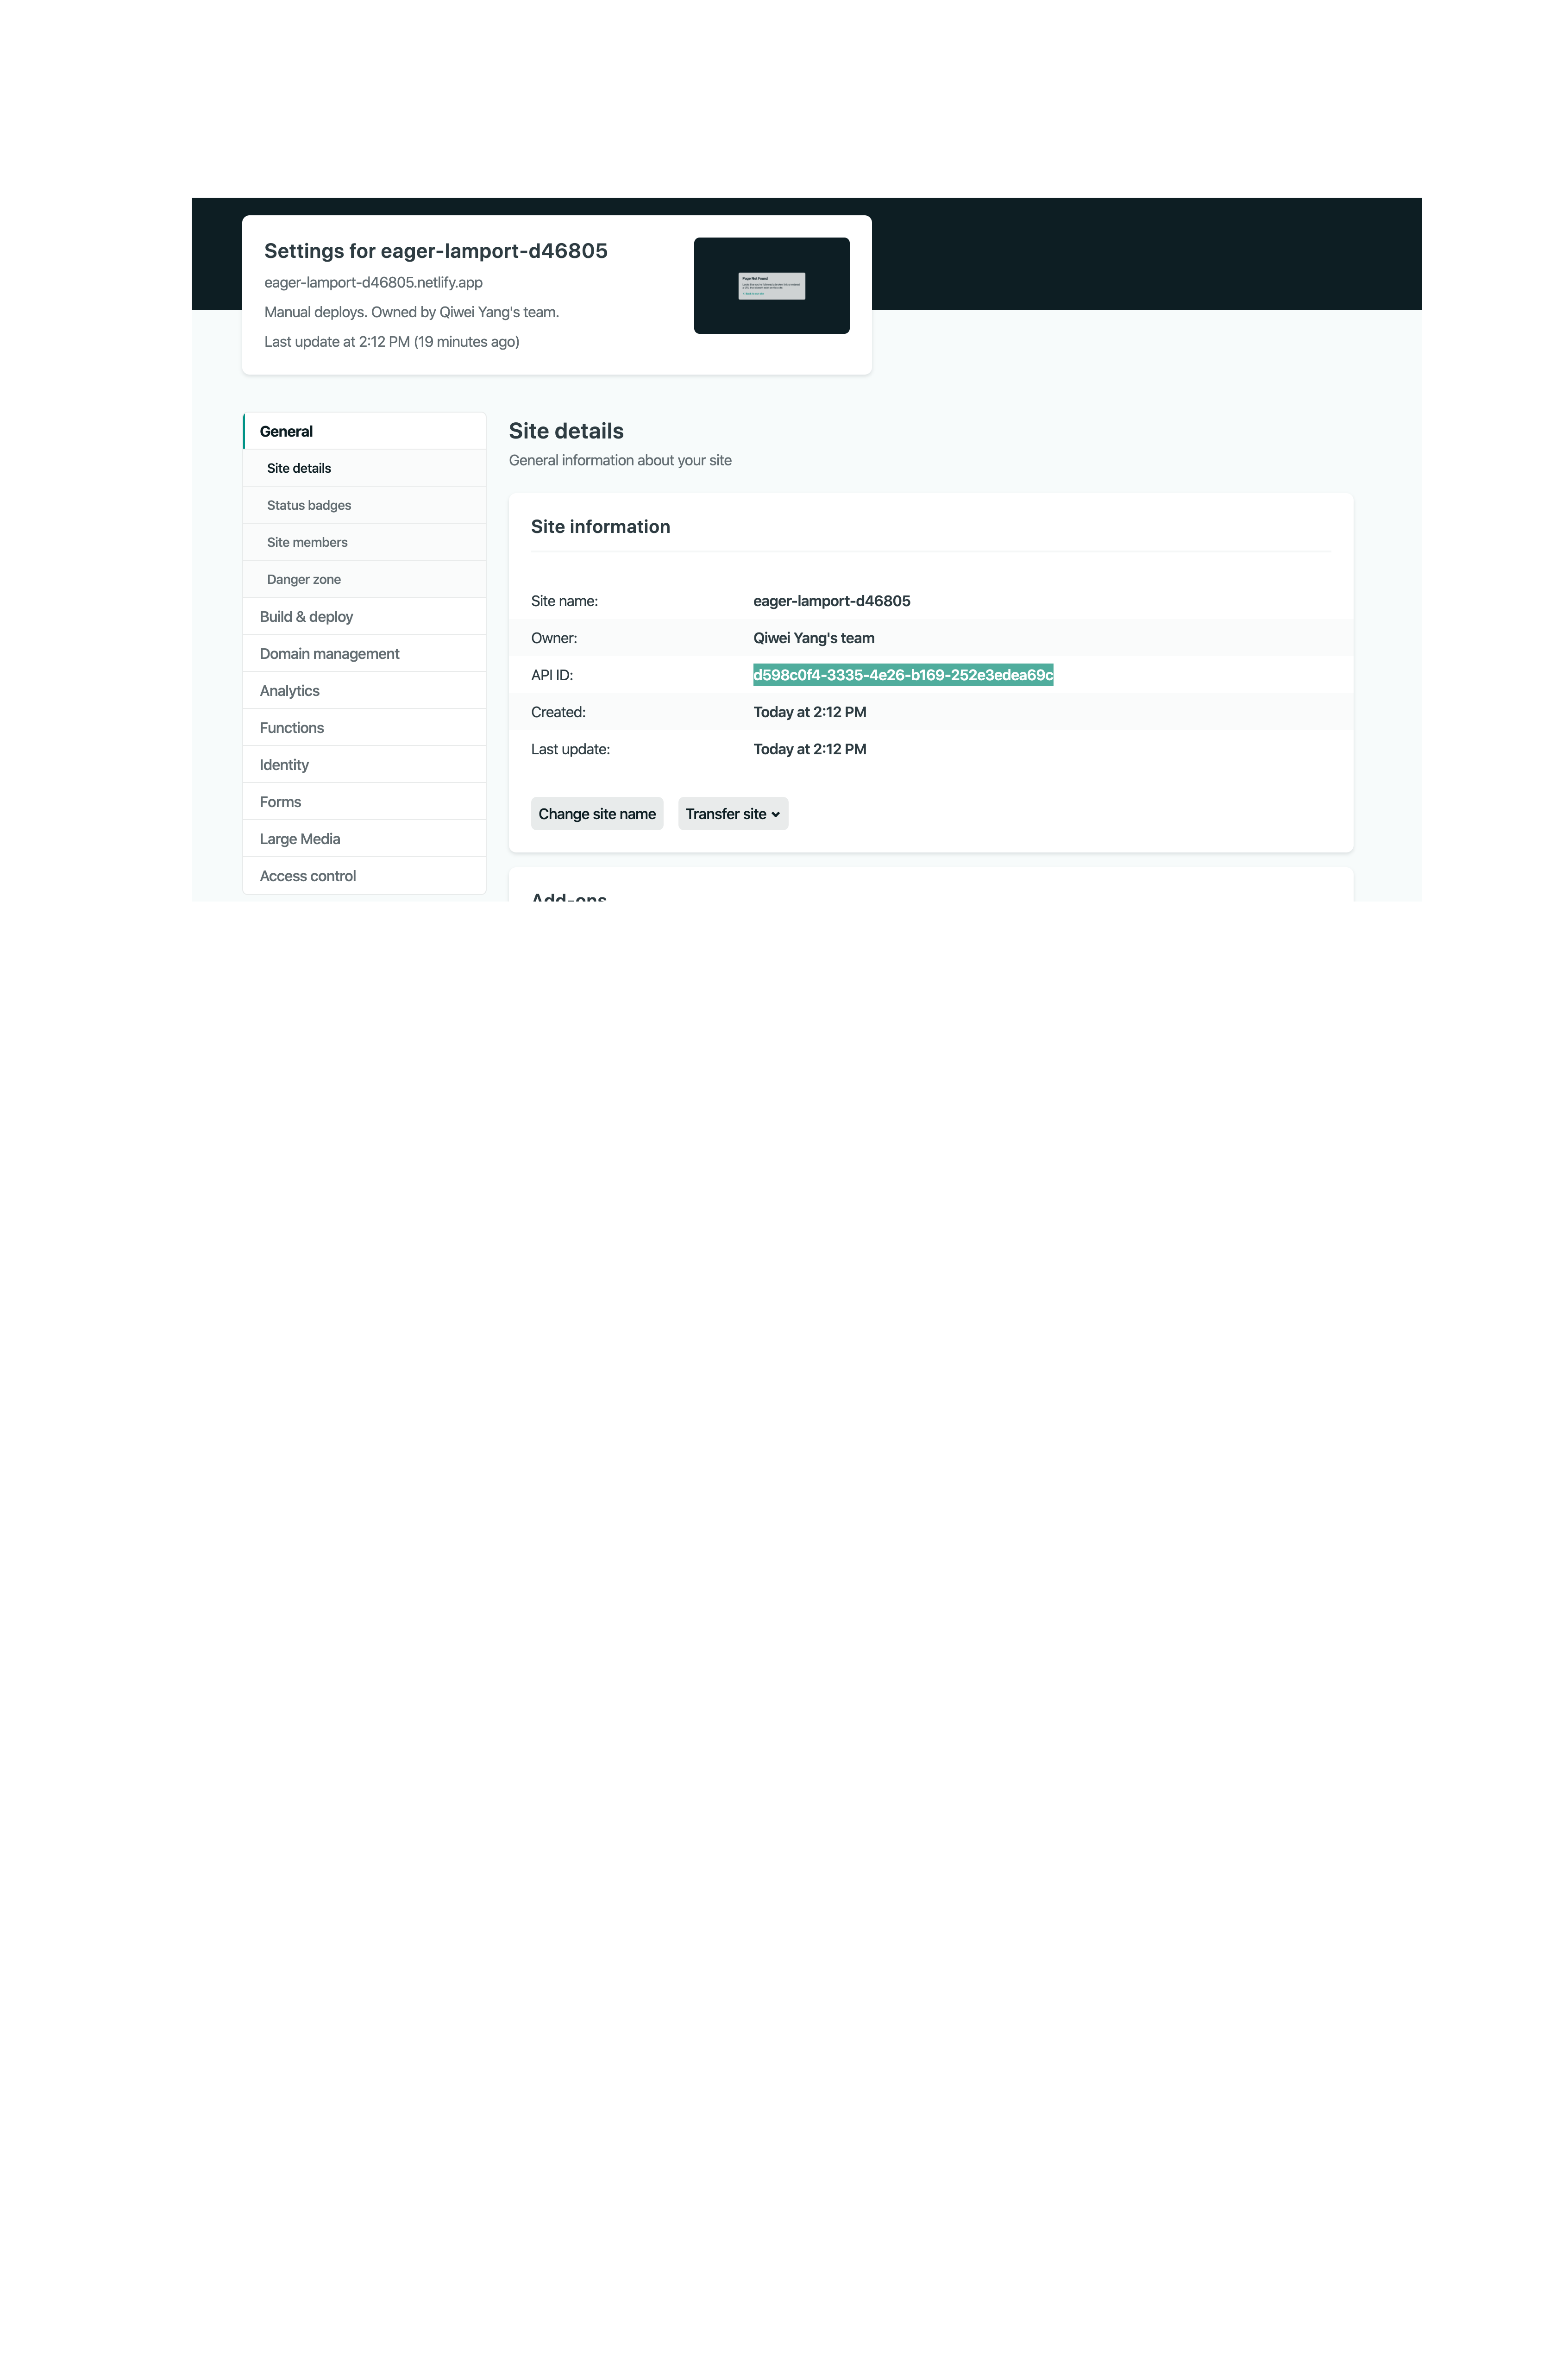 Settings for eager-lamport-d46805
eager-lamport-d46805.netlify.app
Manual deploys. Owned by Qiwei Yang's team.
Last update at 2:12 PM (19 minutes ago)
Page Not Found
General
Site details
Status badges
Site members
Danger zone
Build & deploy
Domain management
Analytics
Functions
Identity
Forms
Large Media
Access control
Site details
General information about your site
Site information
Site name: eager-lamport-d46805
Owner: Qiwei Yang's team
API ID: d598c0f4-3335-4e26-b169-252e3edea69c
Created: Today at 2:12 PM
Last update: Today at 2:12 PM
Change site name Transfer site
Add-ons